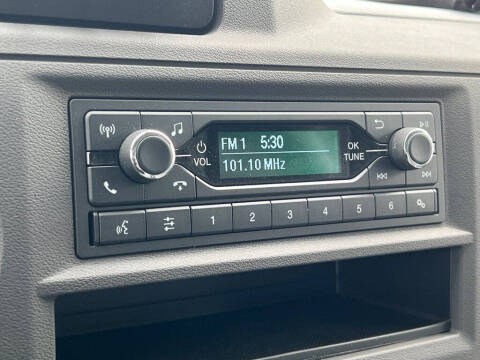 FM 1 5:30
101.10 MHz
VOL
OK
TUNE
1 2 3 4 5 6